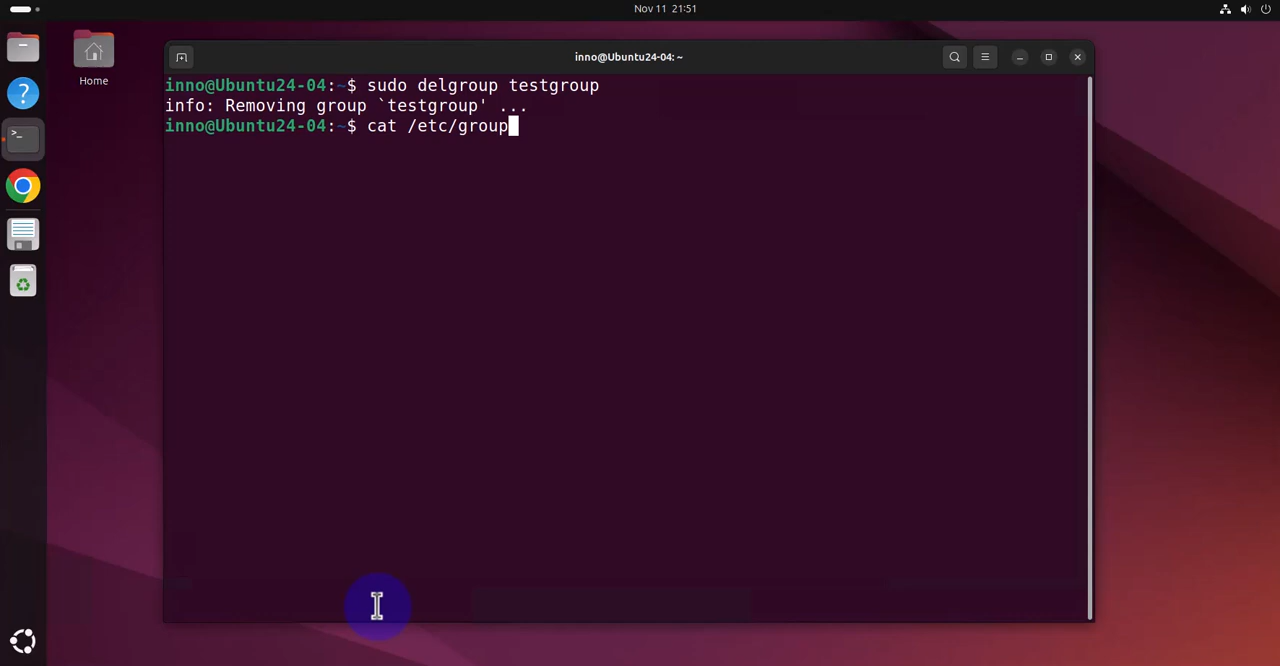 Nov 11 21:51
Home
inno@Ubuntu24-04: ~
inno@Ubuntu24-04:~$ sudo delgroup testgroup
info: Removing group `testgroup' ...
inno@Ubuntu24-04:~$ cat /etc/group